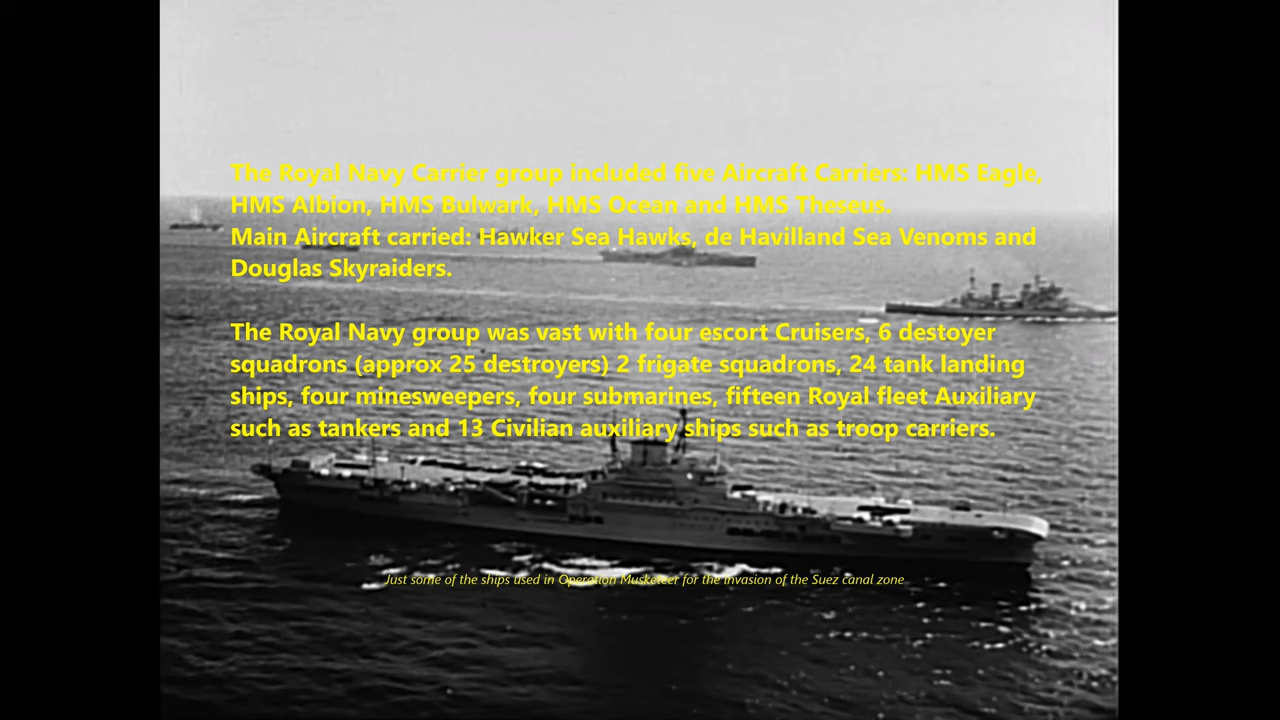 The Royal Navy Carrier group included five Aircraft Carriers: HMS Eagle,
HMS Albion, HMS Bulwark, HMS Ocean and HMS Theseus.
Main Aircraft carried: Hawker Sea Hawks, de Havilland Sea Venoms and
Douglas Skyraiders.
The Royal Navy group was vast with four escort Cruisers, 6 destoyer
squadrons (approx 25 destroyers) 2 frigate squadrons, 24 tank landing
ships, four minesweepers, four submarines, fifteen Royal fleet Auxiliary
such as tankers and 13 Civilian auxiliary ships such as troop carriers.
Just some of the ships used in Operation Musketeer for the invasion of the Suez canal zone